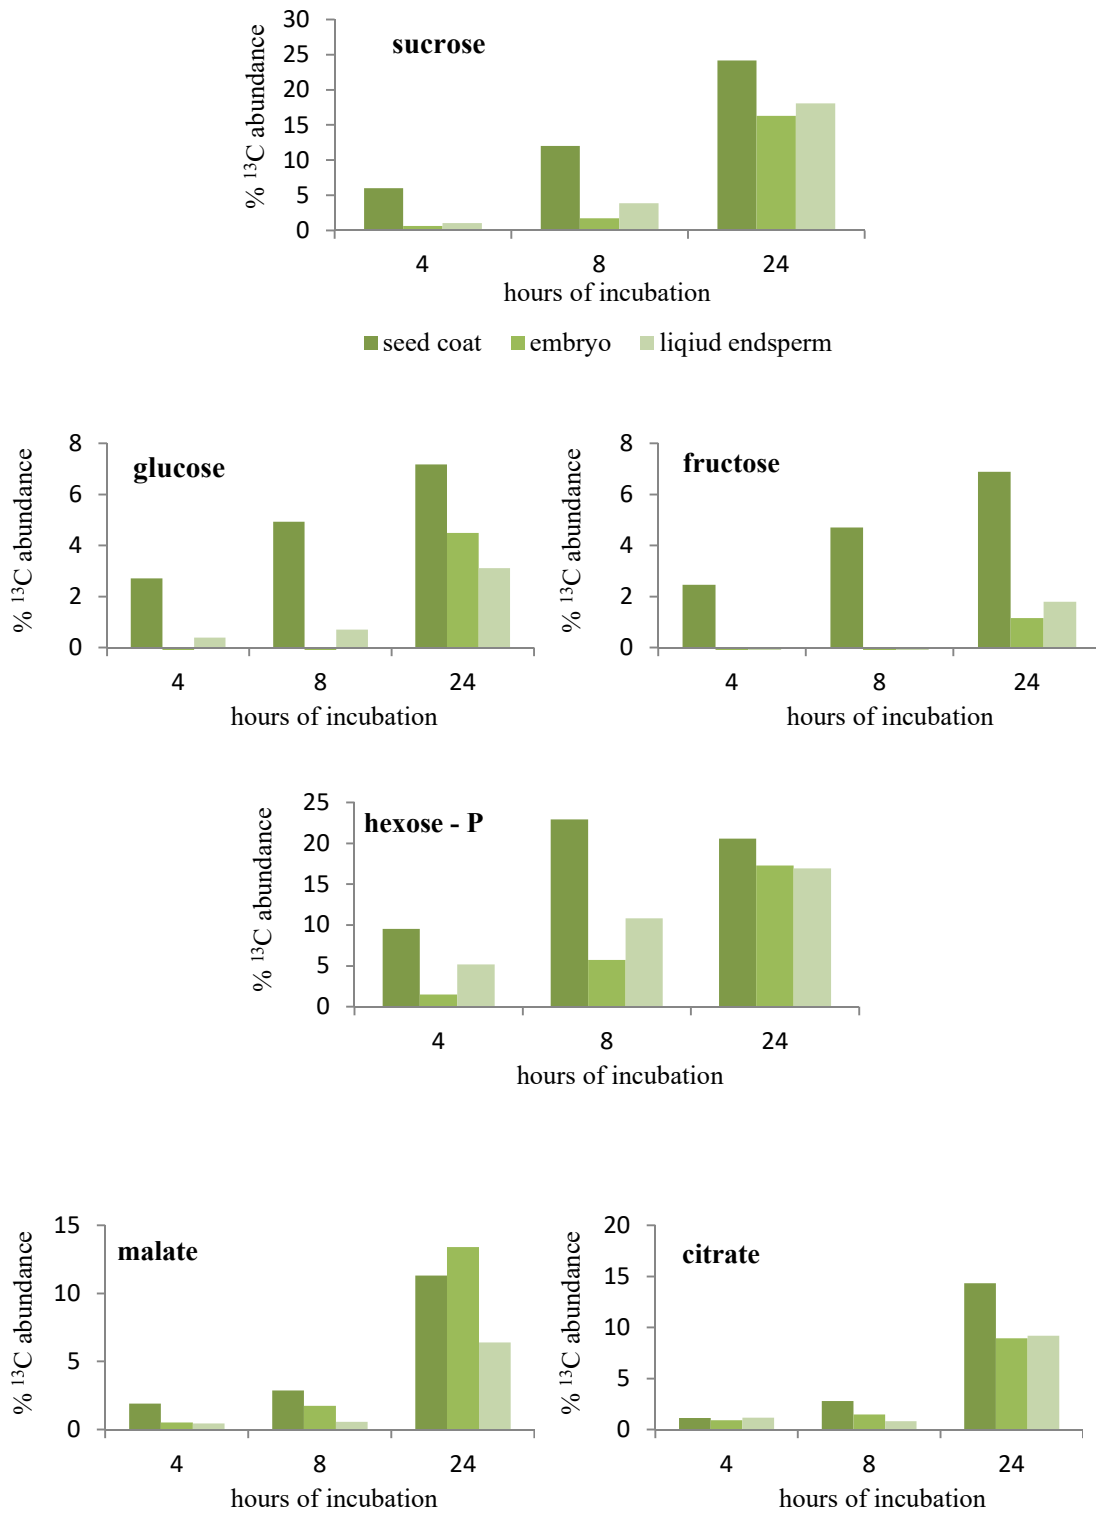 sucrose
% ¹³C abundance
30
25
20
15
10
5
0
4 8 24
hours of incubation
seed coat embryo liqiud endsperm
glucose
% ¹³C abundance
8
6
4
2
0
4 8 24
hours of incubation
fructose
% ¹³C abundance
8
6
4
2
0
4 8 24
hours of incubation
hexose - P
% ¹³C abundance
25
20
15
10
5
0
4 8 24
hours of incubation
malate
% ¹³C abundance
15
10
5
0
4 8 24
hours of incubation
citrate
% ¹³C abundance
20
15
10
5
0
4 8 24
hours of incubation